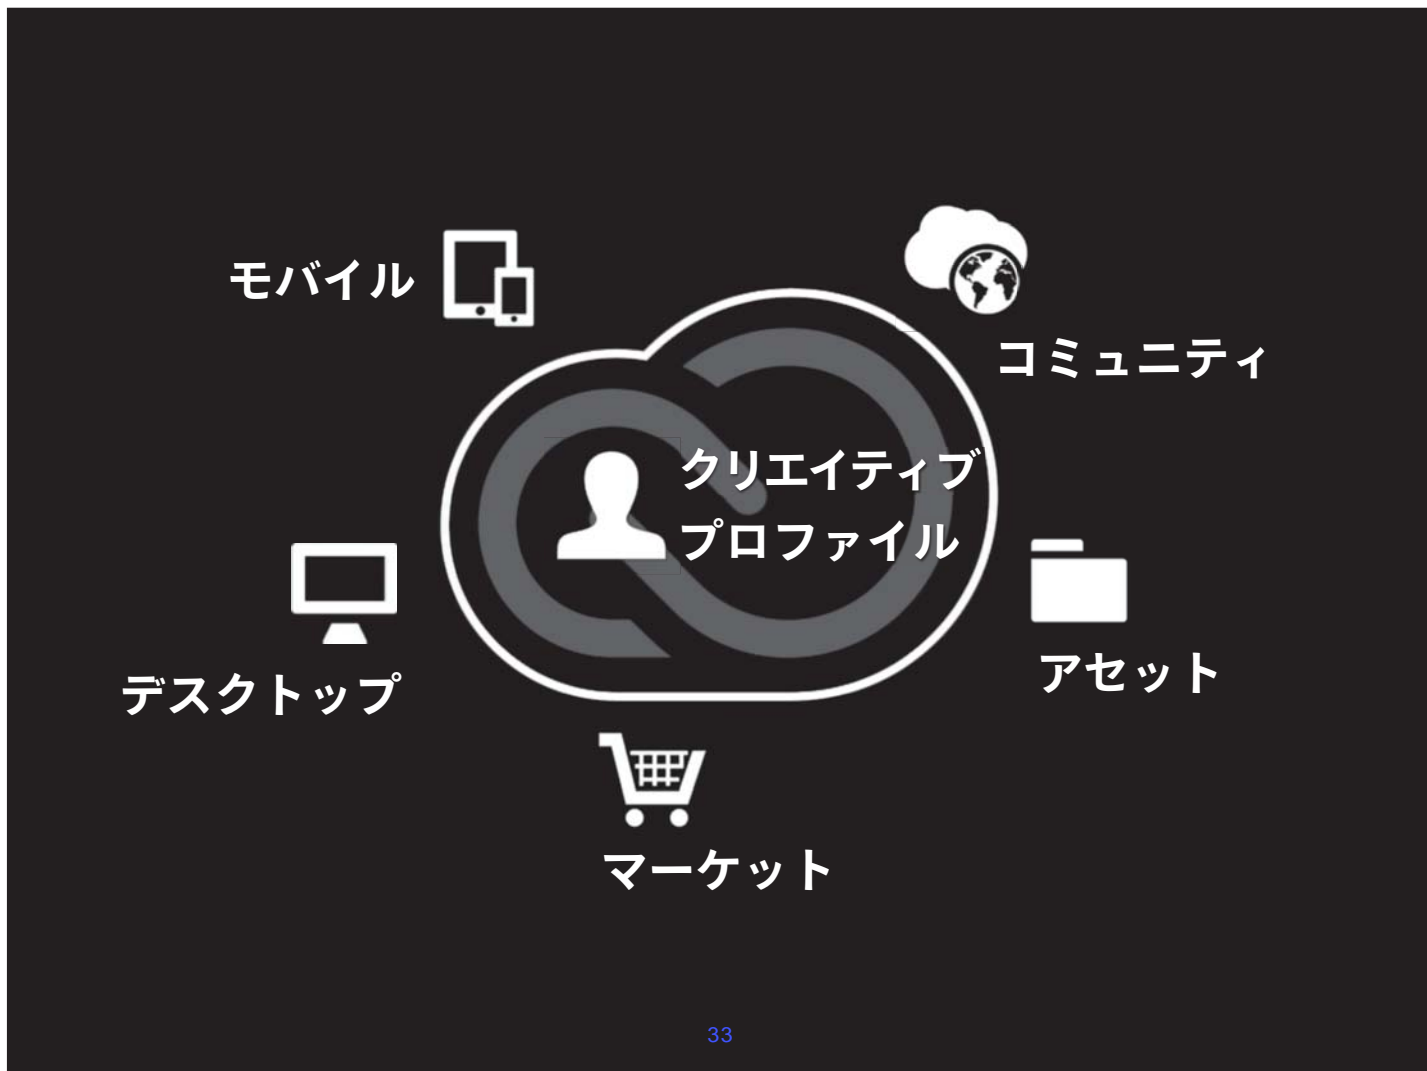 モバイル
コミュニティ
クリエイティブ
プロファイル
デスクトップ
アセット
マーケット
33